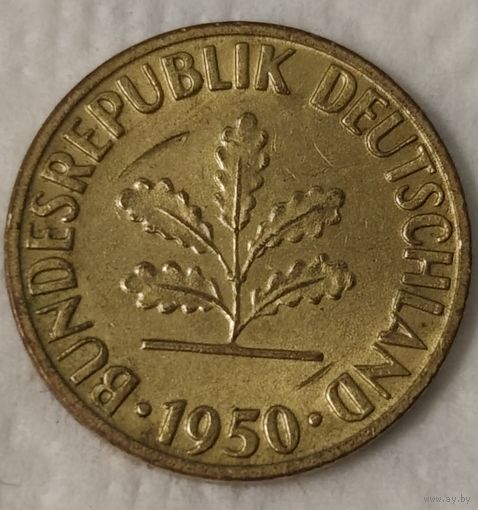 BUNDESREPUBLIK DEUTSCHLAND
· 1950 ·
www.ay.by